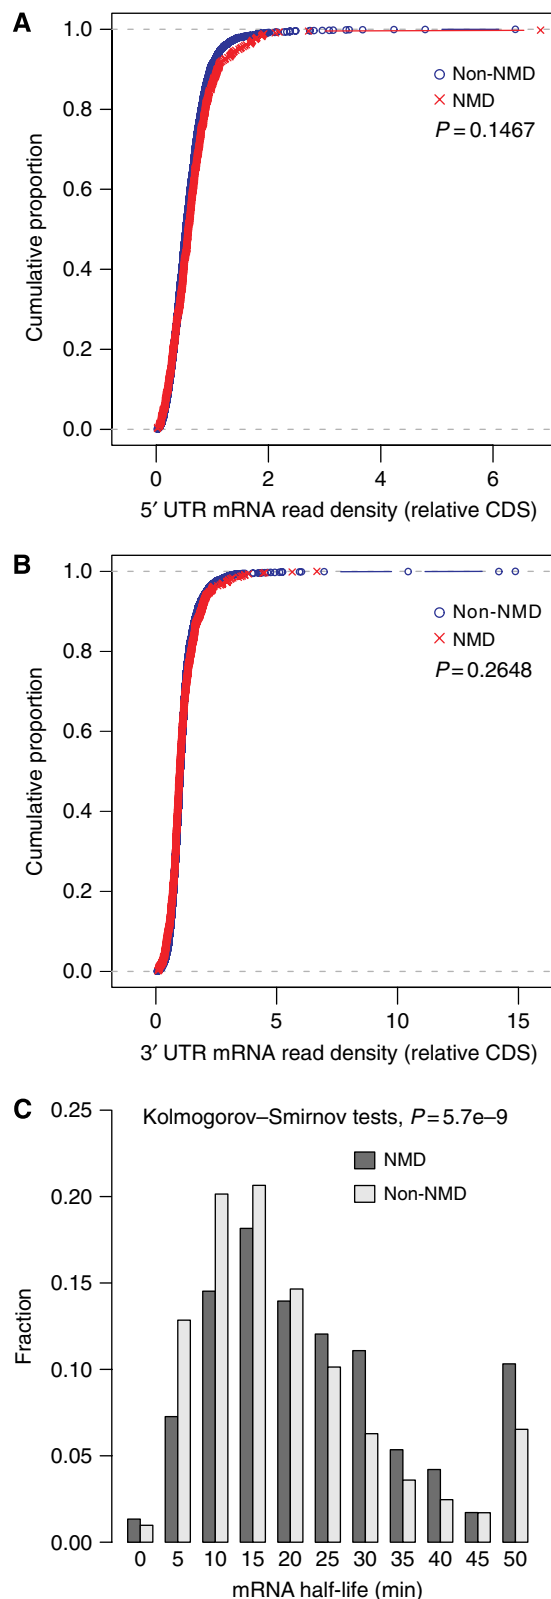 A
1.0
0.8
0.6
0.4
0.2
0.0
Cumulative proportion
Non-NMD
NMD
P = 0.1467
0 2 4 6
5′ UTR mRNA read density (relative CDS)
B
1.0
0.8
0.6
0.4
0.2
0.0
Cumulative proportion
Non-NMD
NMD
P = 0.2648
0 5 10 15
3′ UTR mRNA read density (relative CDS)
C
Kolmogorov–Smirnov tests, P = 5.7e–9
NMD
Non-NMD
0.25
0.20
0.15
0.10
0.05
0.00
Fraction
0 5 10 15 20 25 30 35 40 45 50
mRNA half-life (min)